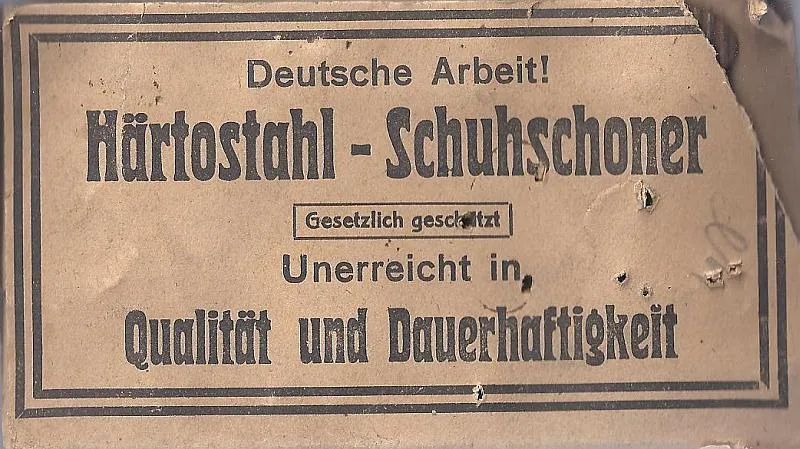 Deutsche Arbeit!
Härtostahl - Schuhschoner
Gesetzlich geschützt
Unerreicht in
Qualität und Dauerhaftigkeit